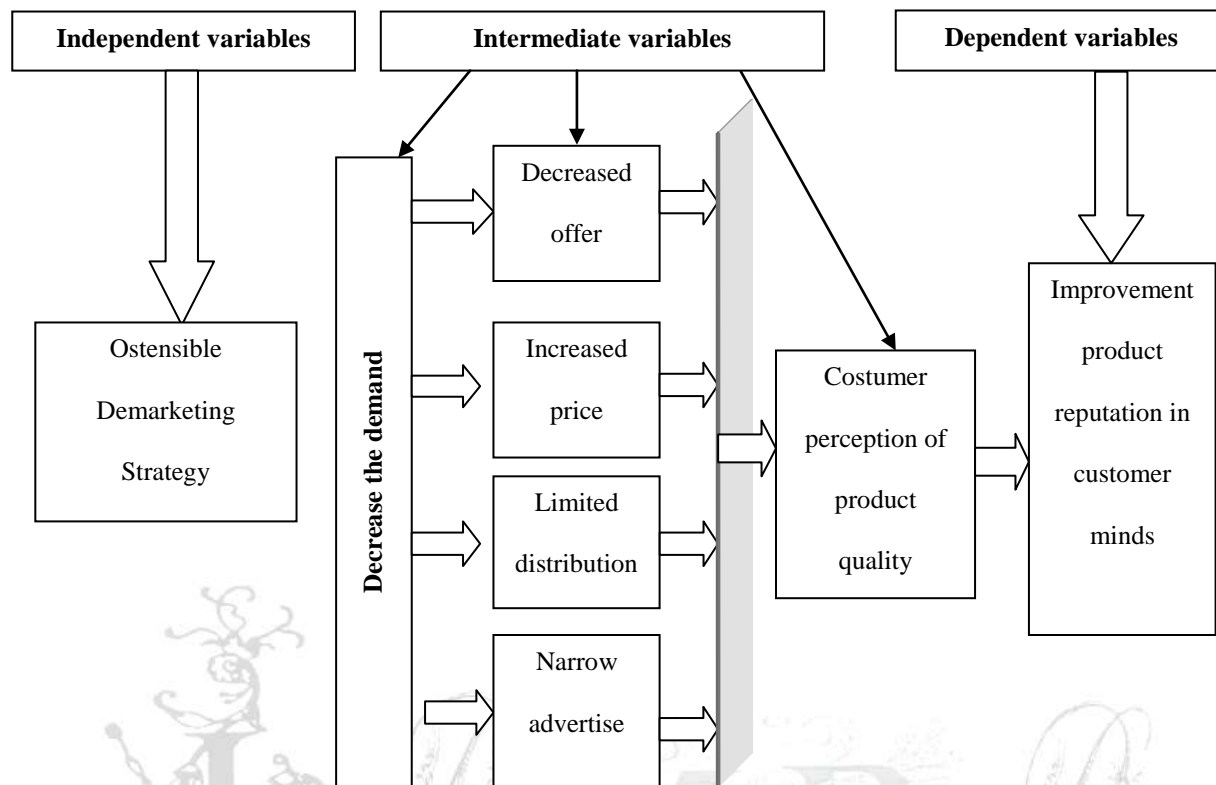 Independent variables
Intermediate variables
Dependent variables
Ostensible
Demarketing
Strategy
Decrease the demand
Decreased
offer
Increased
price
Limited
distribution
Narrow
advertise
Costumer
perception of
product
quality
Improvement
product
reputation in
customer
minds